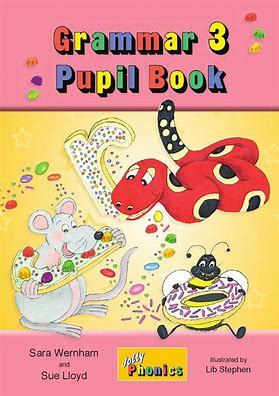 Grammar 3
Pupil Book
Sara Wernham
and
Sue Lloyd
Jolly
Phonics
Illustrated by
Lib Stephen